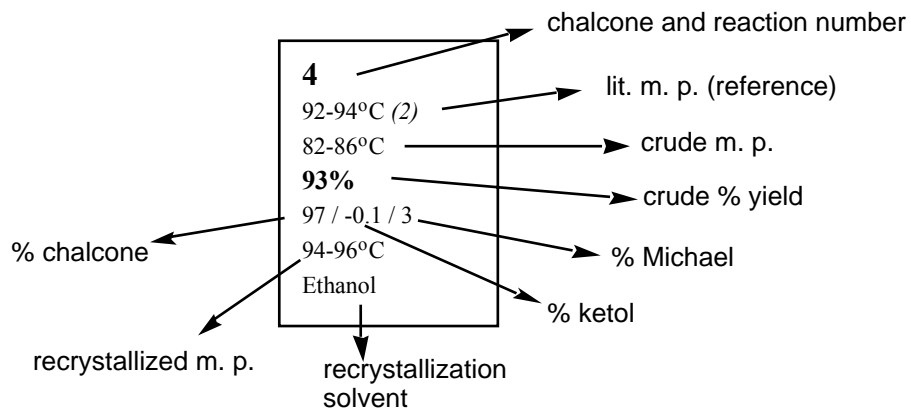 chalcone and reaction number
4
lit. m. p. (reference)
92-94°C (2)
82-86°C
crude m. p.
93%
crude % yield
97 / -0.1 / 3
% chalcone
% Michael
94-96°C
Ethanol
% ketol
recrystallized m. p.
recrystallization
solvent